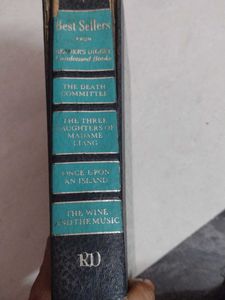 Best Sellers
FROM
READER'S DIGEST
Condensed Books
THE DEATH
COMMITTEE
THE THREE
DAUGHTERS OF
MADAME
LIANG
ONCE UPON
AN ISLAND
THE WINE
AND THE MUSIC
RD